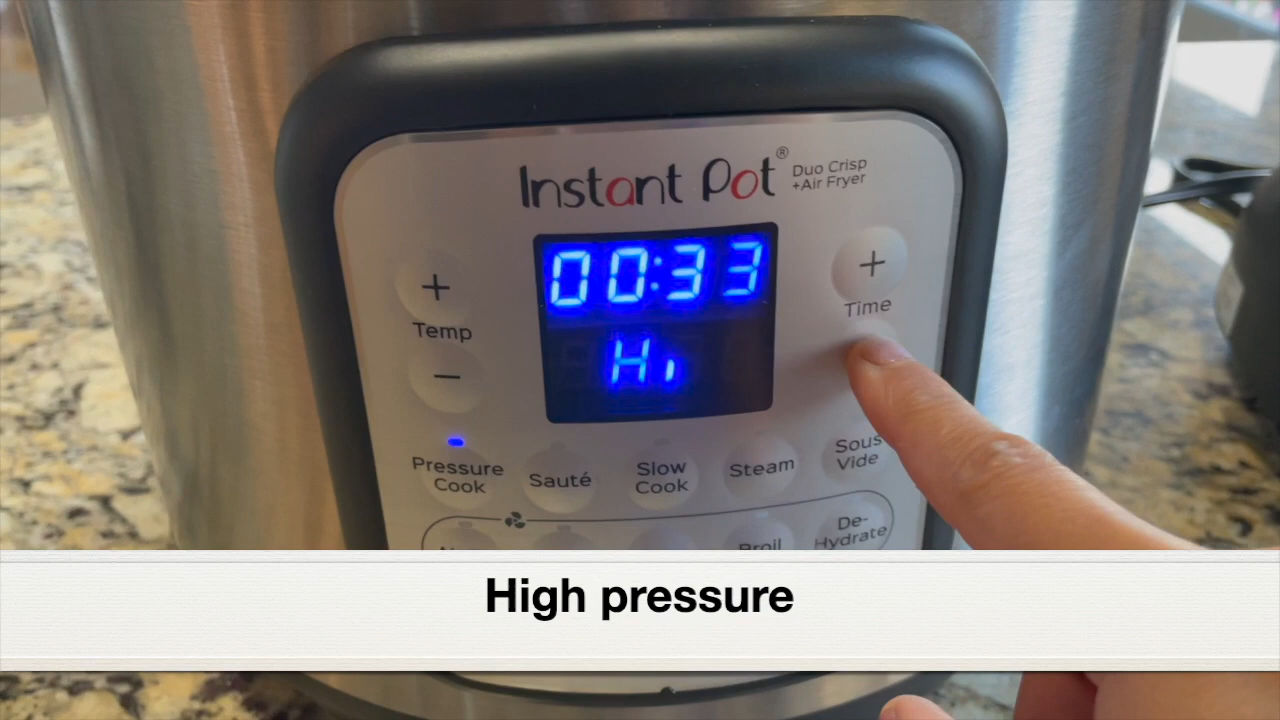 Instant Pot® Duo Crisp
+Air Fryer
00:33
Hi
+
Temp
−
+
Time
Pressure
Cook
Sauté
Slow
Cook
Steam
Sous
Vide
Broil
De-
Hydrate
High pressure